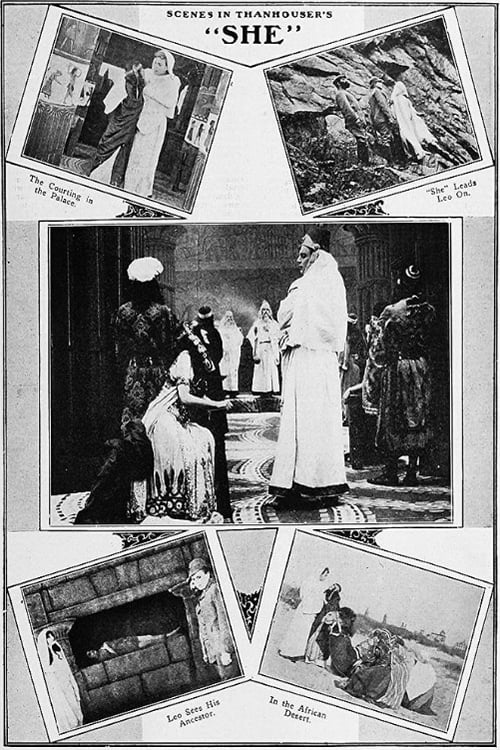 SCENES IN THANHOUSER'S
"SHE"
The Courting in
the Palace.
"She" Leads
Leo On.
Leo Sees His
Ancestor.
In the African
Desert.